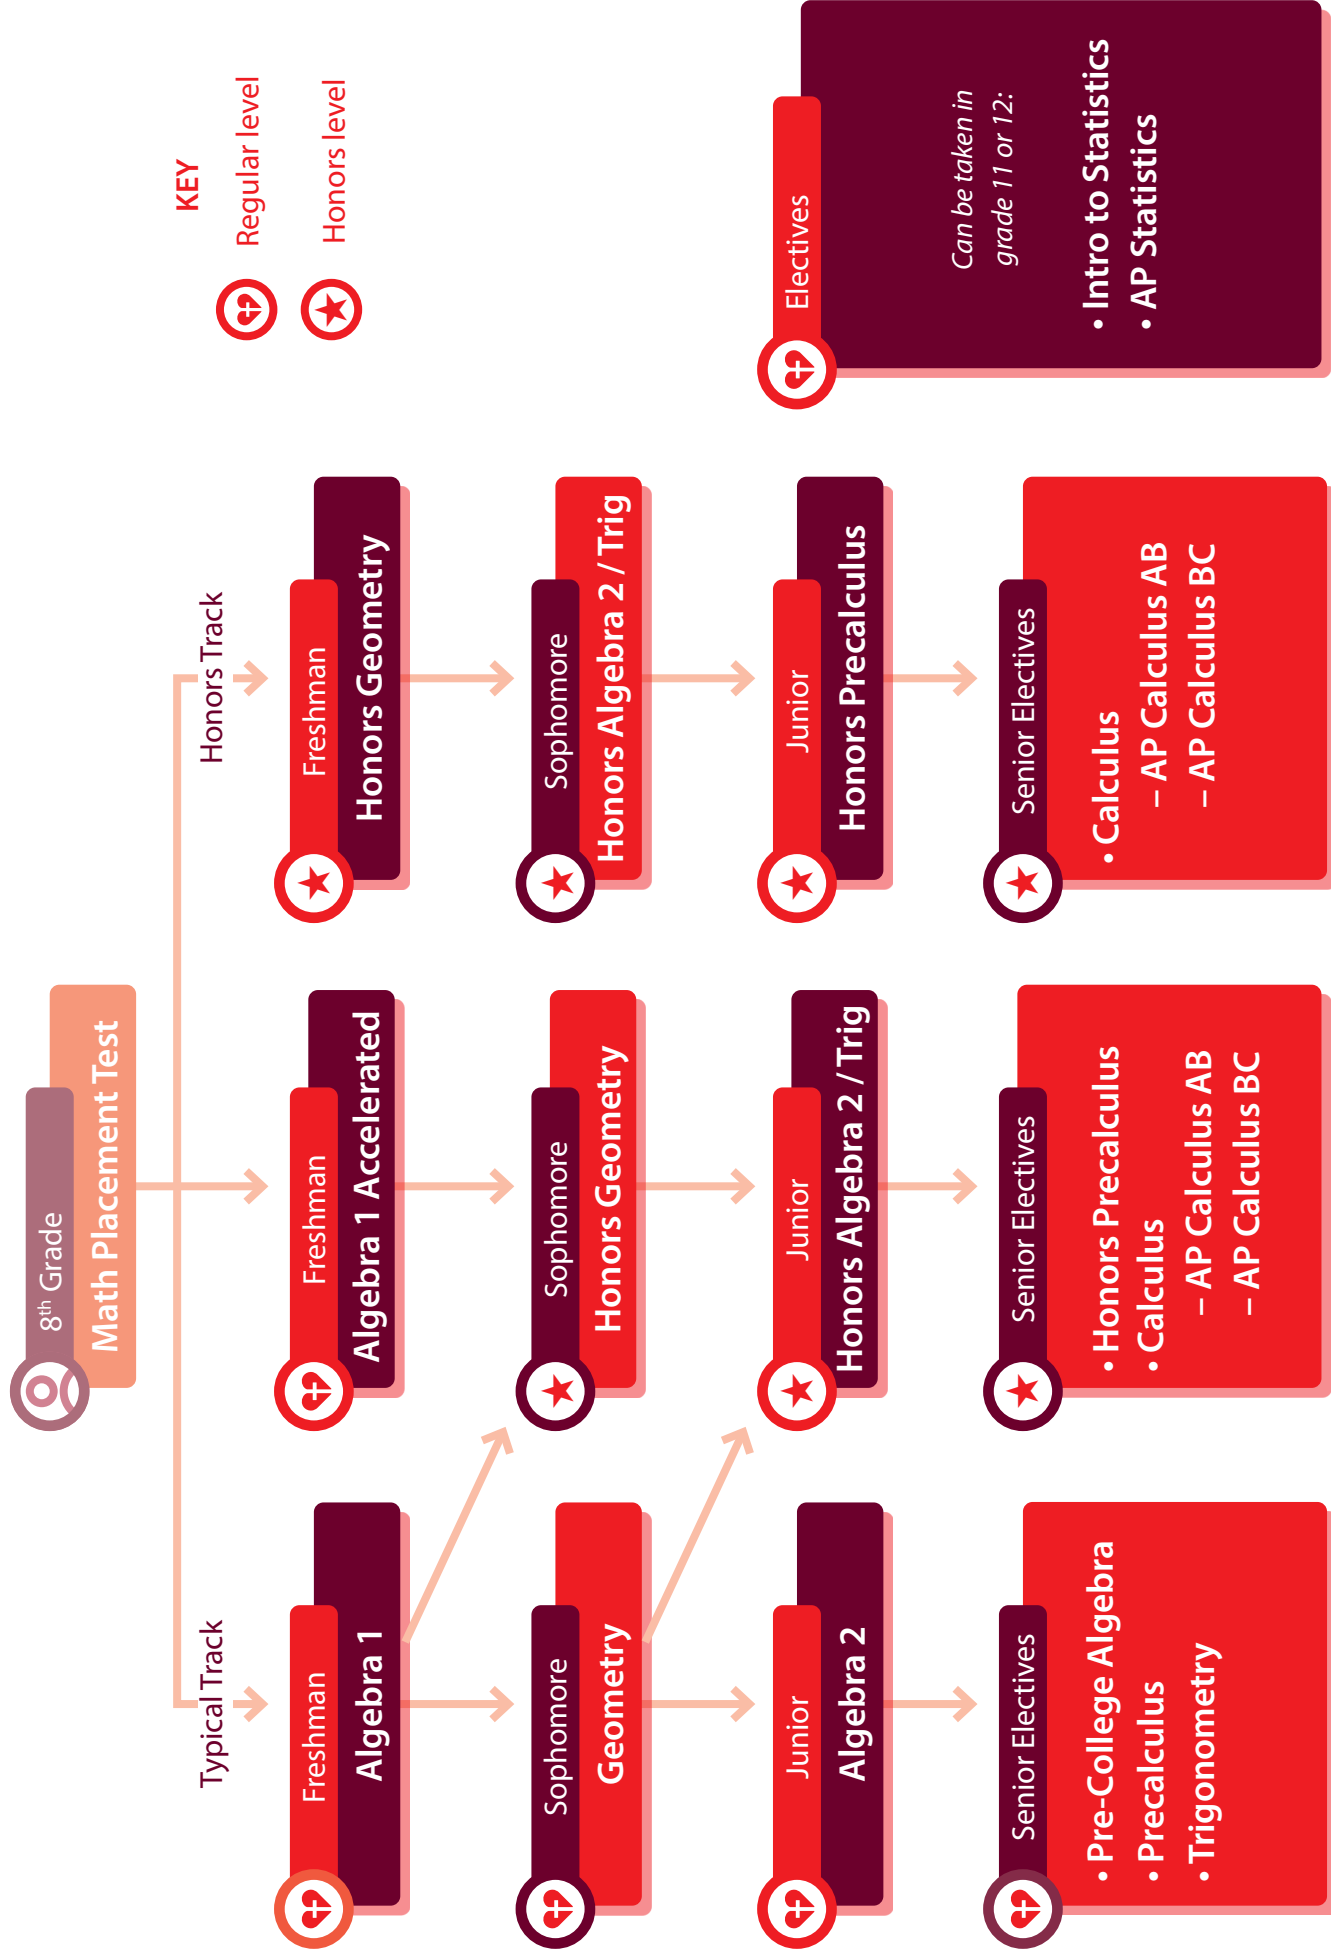 8th Grade
Math Placement Test
KEY
Regular level
Honors level
Typical Track
Freshman
Algebra 1
Sophomore
Geometry
Junior
Algebra 2
Senior Electives
• Pre-College Algebra
• Precalculus
• Trigonometry
Freshman
Algebra 1 Accelerated
Sophomore
Honors Geometry
Junior
Honors Algebra 2 / Trig
Senior Electives
• Honors Precalculus
• Calculus
– AP Calculus AB
– AP Calculus BC
Honors Track
Freshman
Honors Geometry
Sophomore
Honors Algebra 2 / Trig
Junior
Honors Precalculus
Senior Electives
• Calculus
– AP Calculus AB
– AP Calculus BC
Electives
Can be taken in
grade 11 or 12:
• Intro to Statistics
• AP Statistics